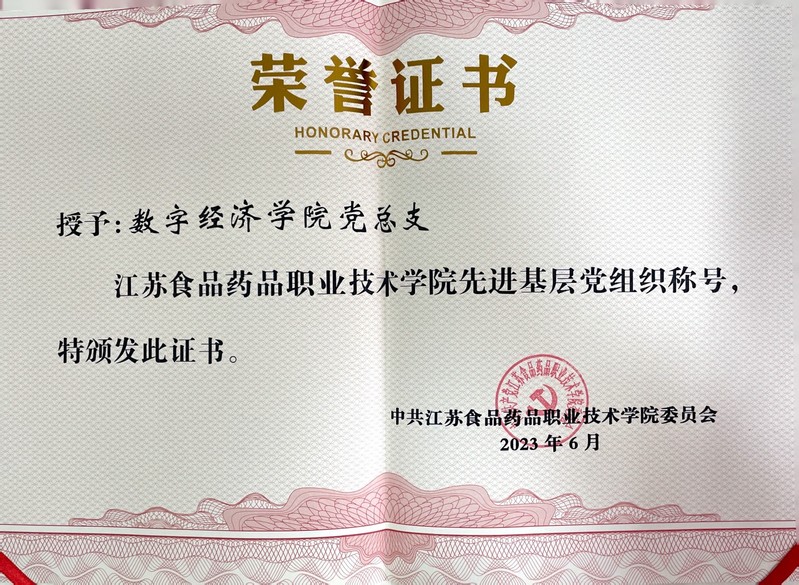 荣誉证书
HONORARY CREDENTIAL
授予:数字经济学院党总支
江苏食品药品职业技术学院先进基层党组织称号,
特颁发此证书。
中共江苏食品药品职业技术学院委员会
2023年6月